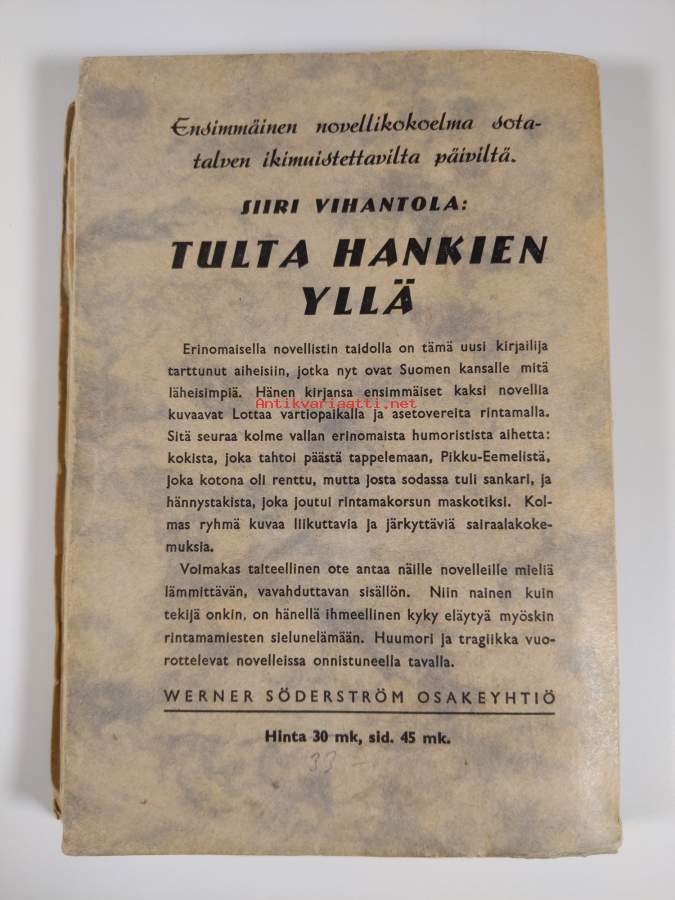 Ensimmäinen novellikokoelma sota-
talven ikimuistettavilta päiviltä.
SIIRI VIHANTOLA:
TULTA HANKIEN
YLLÄ
Erinomaisella novellistin taidolla on tämä uusi kirjailija
tarttunut aiheisiin, jotka nyt ovat Suomen kansalle mitä
läheisimpiä. Hänen kirjansa ensimmäiset kaksi novellia
Antikvariaatti.net
kuvaavat Lottaa vartiopaikalla ja asetovereita rintamalla.
Sitä seuraa kolme vallan erinomaista humoristista aihetta:
kokista, joka tahtoi päästä tappelemaan, Pikku-Eemelistä,
joka kotona oli renttu, mutta josta sodassa tuli sankari, ja
hännystakista, joka joutui rintamakorsun maskotiksi. Kol-
mas ryhmä kuvaa liikuttavia ja järkyttäviä sairaalakoke-
muksia.
Voimakas taiteellinen ote antaa näille novelleille mieliä
lämmittävän, vavahduttavan sisällön. Niin nainen kuin
tekijä onkin, on hänellä ihmeellinen kyky eläytyä myöskin
rintamamiesten sielunelämään. Huumori ja tragiikka vuo-
rottelevat novelleissa onnistuneella tavalla.
WERNER SÖDERSTRÖM OSAKEYHTIÖ
Hinta 30 mk, sid. 45 mk.
33 –